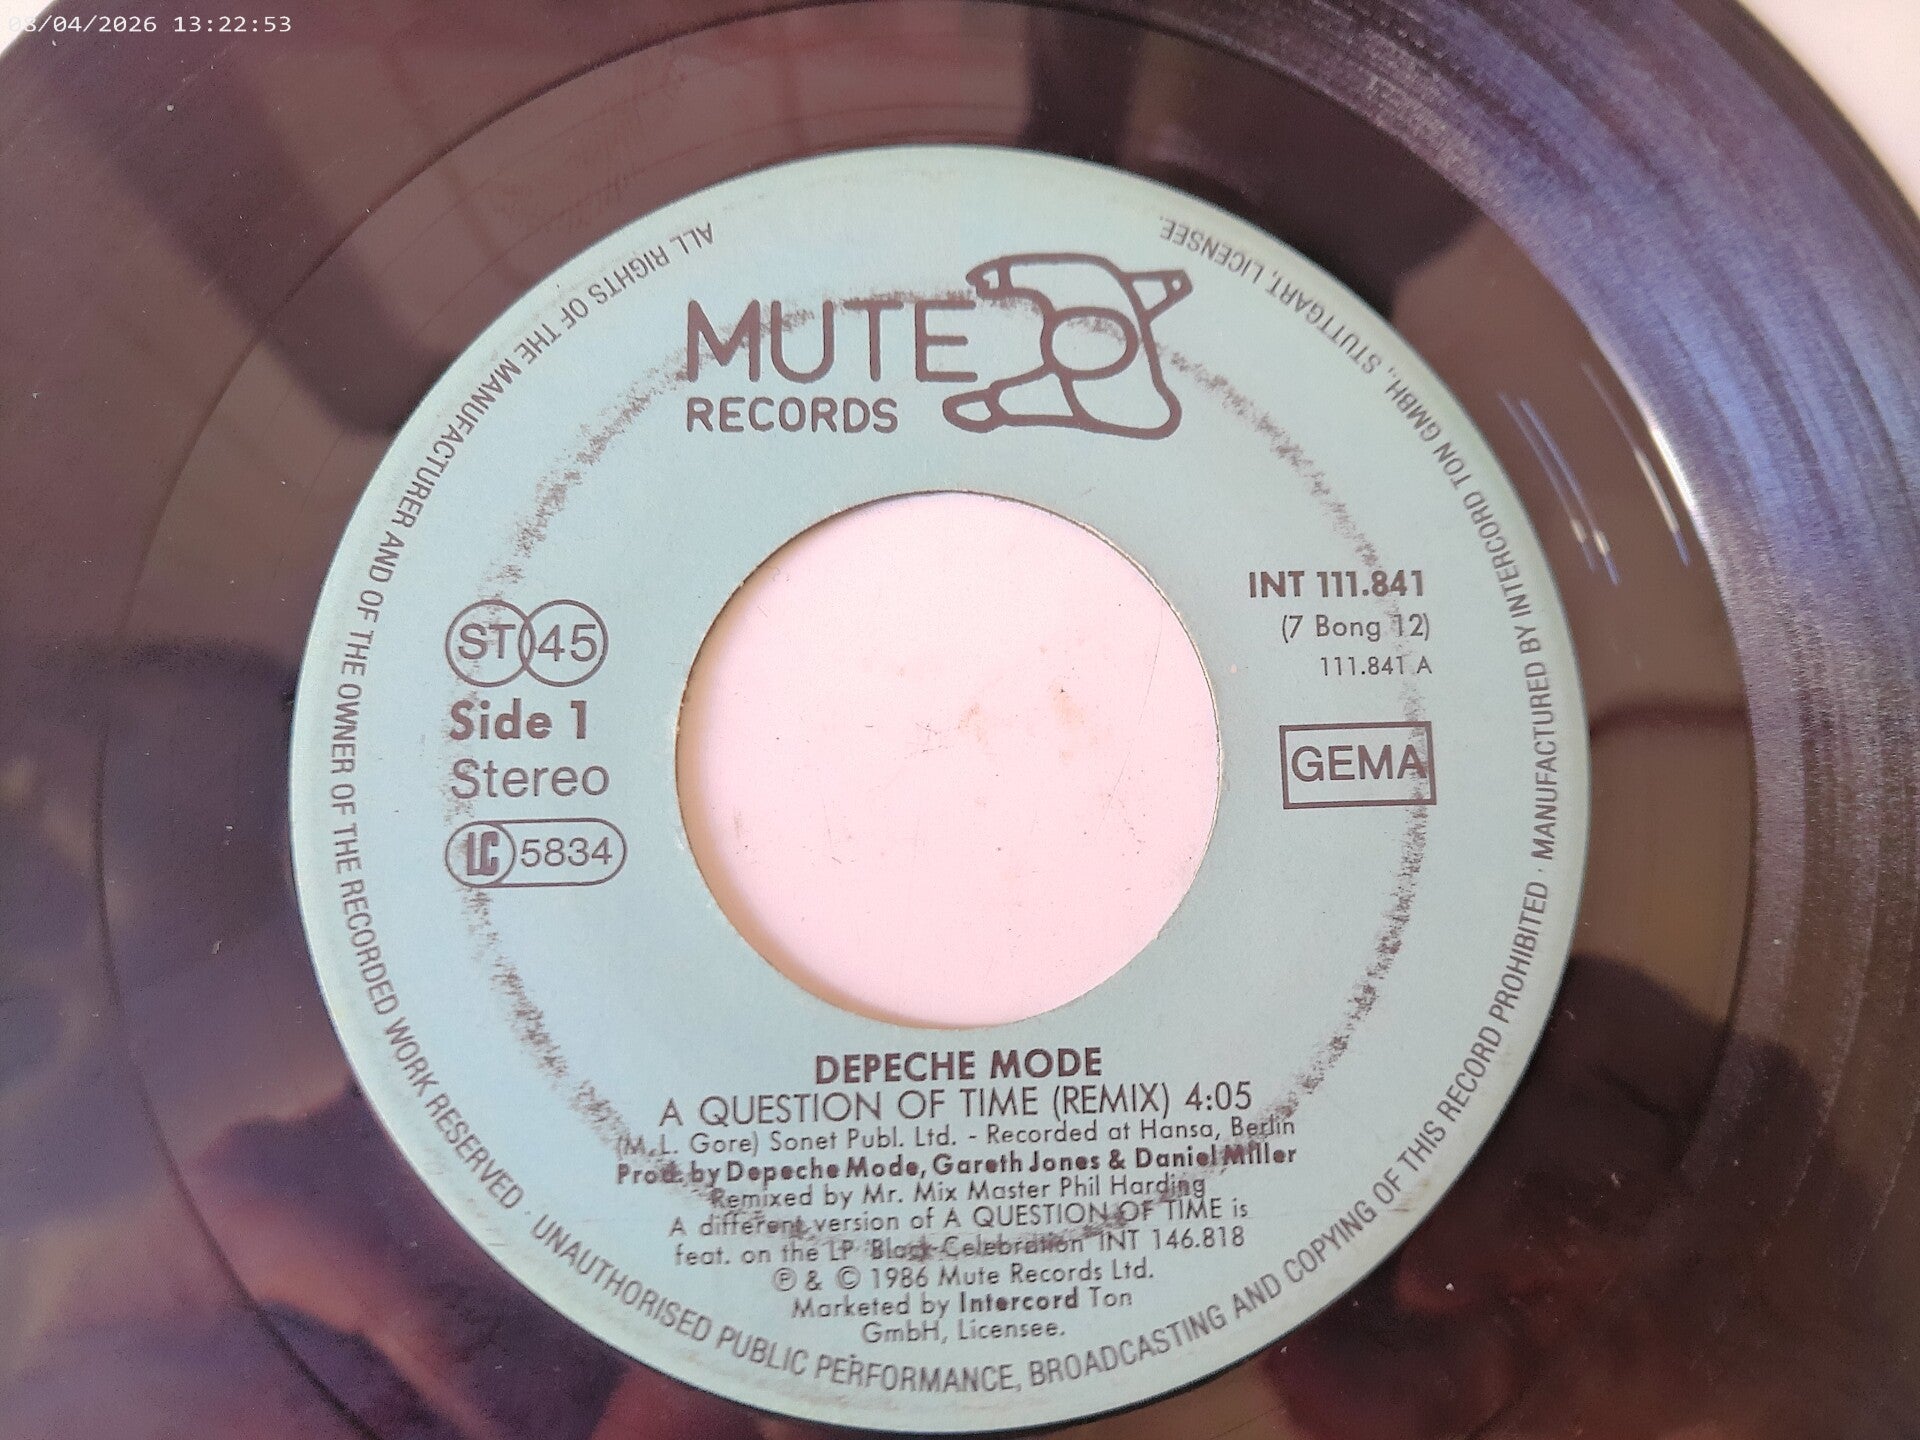 08/04/2026 13:22:53
ALL RIGHTS OF THE MANUFACTURER AND OF THE OWNER OF THE RECORDED WORK RESERVED · UNAUTHORISED PUBLIC PERFORMANCE, BROADCASTING AND COPYING OF THIS RECORD PROHIBITED · MANUFACTURED BY INTERCORD TON GMBH., STUTTGART, LICENSEE.
MUTE
RECORDS
ST 45
Side 1
Stereo
LC 5834
INT 111.841
(7 Bong 12)
111.841 A
GEMA
DEPECHE MODE
A QUESTION OF TIME (REMIX) 4:05
(M.L. Gore) Sonet Publ. Ltd. - Recorded at Hansa, Berlin
Prod. by Depeche Mode, Gareth Jones & Daniel Miller
Remixed by Mr. Mix Master Phil Harding
A different version of A QUESTION OF TIME is
feat. on the LP Black Celebration INT 146.818
Ⓟ & © 1986 Mute Records Ltd.
Marketed by Intercord Ton
GmbH, Licensee.